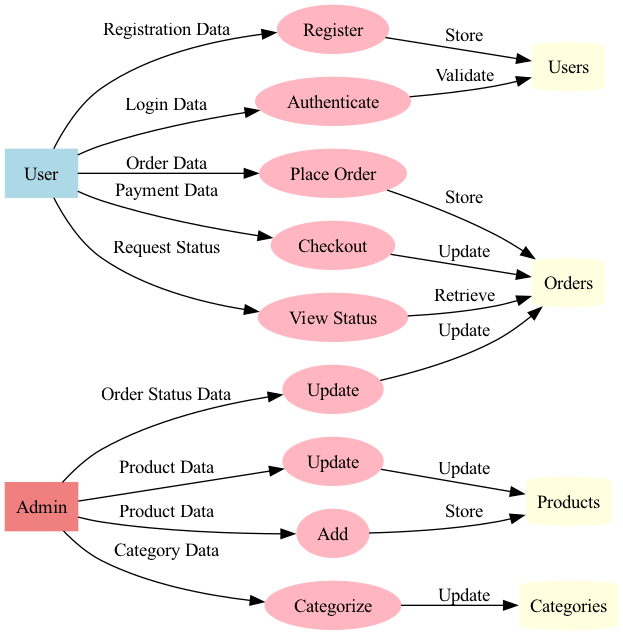 Registration Data
Register
Store
Users
Login Data
Authenticate
Validate
User
Order Data
Place Order
Store
Payment Data
Checkout
Update
Orders
Request Status
View Status
Retrieve
Update
Order Status Data
Update
Admin
Product Data
Update
Update
Products
Product Data
Add
Store
Category Data
Categorize
Update
Categories